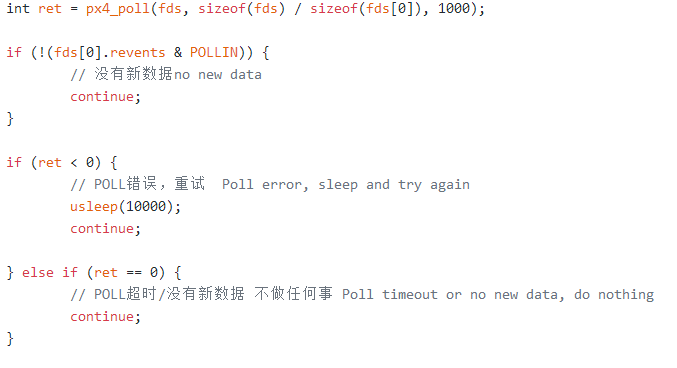 int ret = px4_poll(fds, sizeof(fds) / sizeof(fds[0]), 1000);
if (!(fds[0].revents & POLLIN)) {
// 没有新数据no new data
continue;
}
if (ret < 0) {
// POLL错误，重试  Poll error, sleep and try again
usleep(10000);
continue;
} else if (ret == 0) {
// POLL超时/没有新数据 不做任何事 Poll timeout or no new data, do nothing
continue;
}